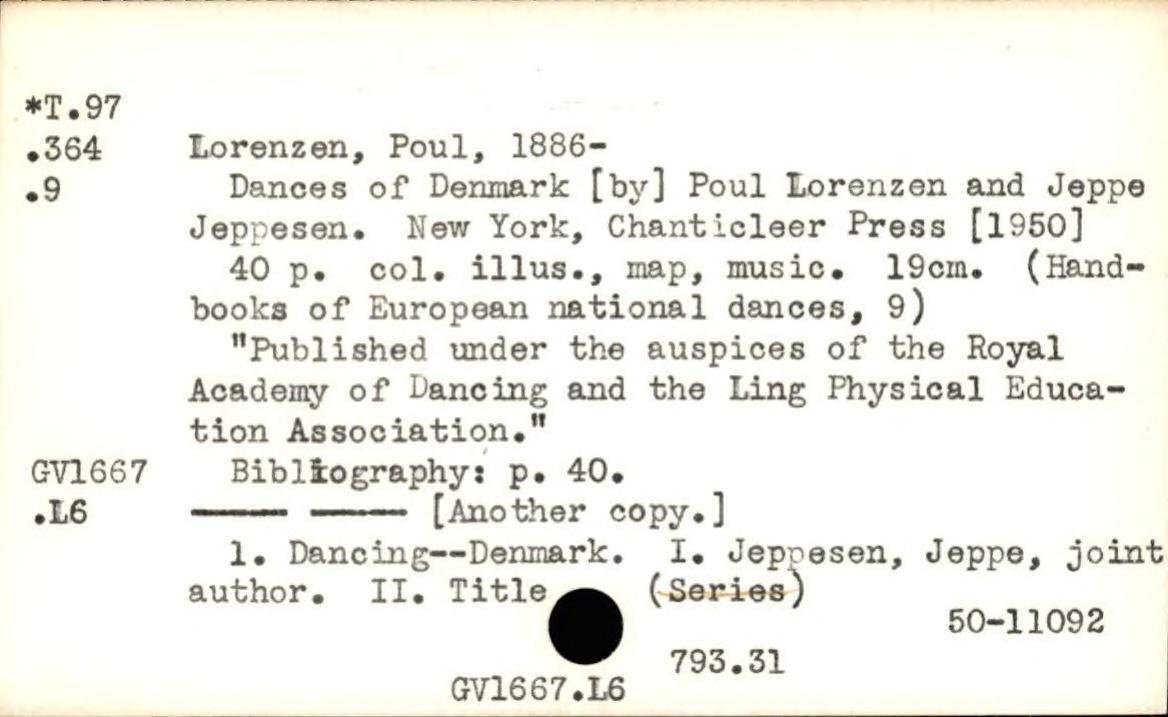 *T.97
.364 Lorenzen, Poul, 1886-
.9 Dances of Denmark [by] Poul Lorenzen and Jeppe
Jeppesen. New York, Chanticleer Press [1950]
40 p. col. illus., map, music. 19cm. (Hand-
books of European national dances, 9)
"Published under the auspices of the Royal
Academy of Dancing and the Ling Physical Educa-
tion Association."
GV1667 Bibliography: p. 40.
.L6 ——— ——— [Another copy.]
1. Dancing--Denmark. I. Jeppesen, Jeppe, joint
author. II. Title (Series)
50-11092
793.31
GV1667.L6